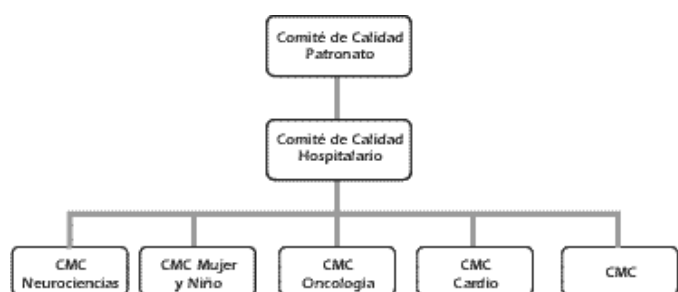 Comité de Calidad
Patronato
Comité de Calidad
Hospitalario
CMC
Neurociencias
CMC Mujer
y Niño
CMC
Oncología
CMC
Cardio
CMC